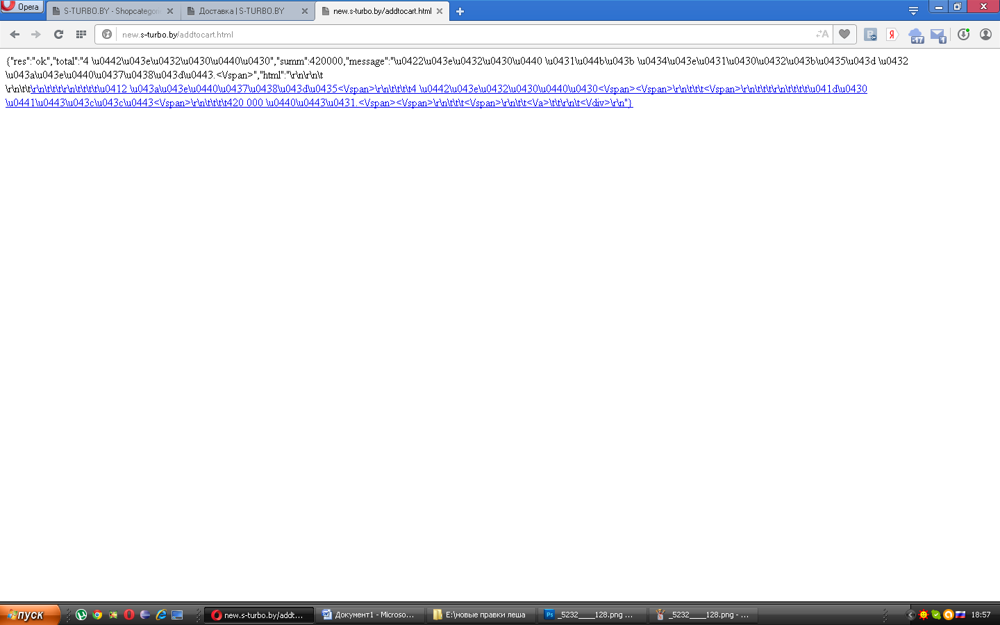 Opera
S-TURBO.BY - Shopcategor
Доставка | S-TURBO.BY
new.s-turbo.by/addtocart.html
new.s-turbo.by/addtocart.html
{"res":"ok","total":"4 \u0442\u043e\u0432\u0430\u0440\u0430","summ":420000,"message":"\u0422\u043e\u0432\u0430\u0440 \u0431\u044b\u043b \u0434\u043e\u0431\u0430\u0432\u043b\u0435\u043d \u0432
\u043a\u043e\u0440\u0437\u0438\u043d\u0443.<\/span>","html":"\r\n\r\n\t
\r\n\t\t\r\n\t\t\t\r\n\t\t\t\t\u0412 \u043a\u043e\u0440\u0437\u0438\u043d\u0435<\/span>\r\n\t\t\t\t4 \u0442\u043e\u0432\u0430\u0440\u0430<\/span><\/span>\r\n\t\t\t<\/span>\r\n\t\t\t\r\n\t\t\t\t\u041d\u0430
\u0441\u0443\u043c\u043c\u0443<\/span>\r\n\t\t\t\t420 000 \u0440\u0443\u0431.<\/span><\/span>\r\n\t\t\t<\/span>\r\n\t\t<\/a>\t\t\r\n\t<\/div>\r\n"}
пуск
new.s-turbo.by/addt...
Документ1 - Microso...
E:\новые правки леша
_5232____128.png ...
_5232____128.png - ...
18:57